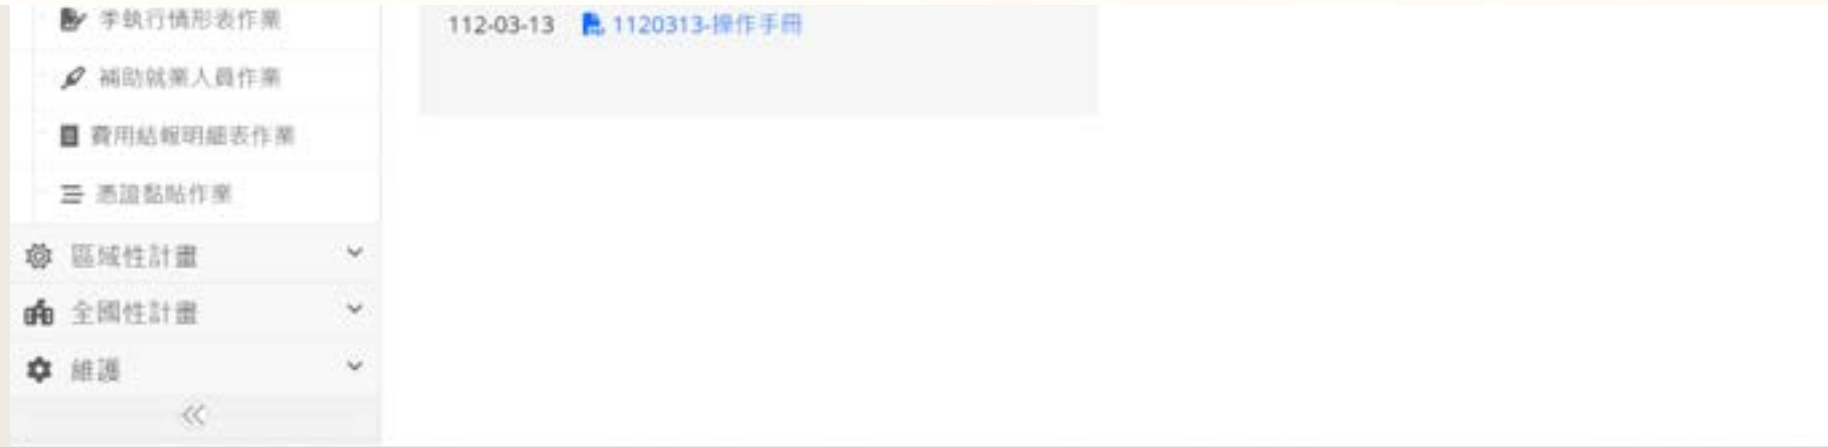 季執行情形表作業
補助就業人員作業
費用結報明細表作業
憑證黏貼作業
區域性計畫
全國性計畫
維護
112-03-13 1120313-操作手冊